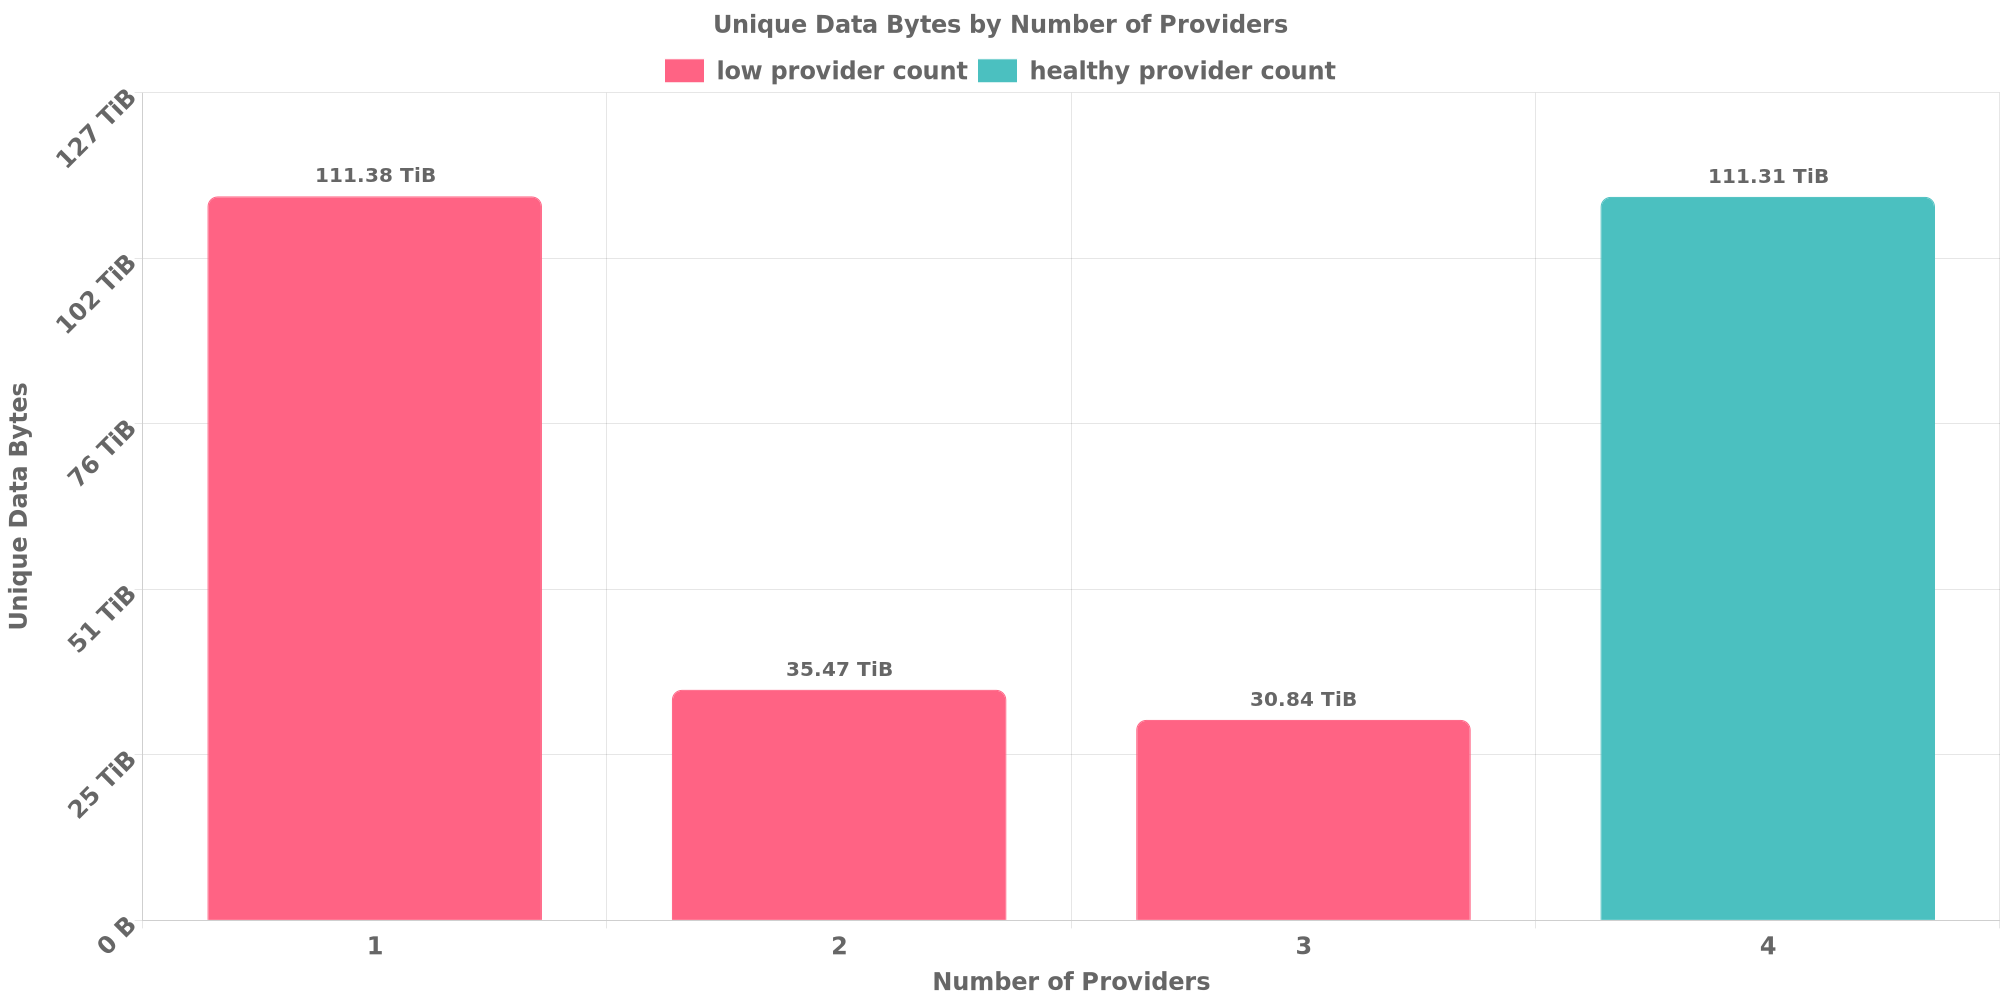 Unique Data Bytes by Number of Providers
low provider count healthy provider count
127 TiB
102 TiB
76 TiB
51 TiB
25 TiB
0 B
Unique Data Bytes
111.38 TiB
35.47 TiB
30.84 TiB
111.31 TiB
1 2 3 4
Number of Providers